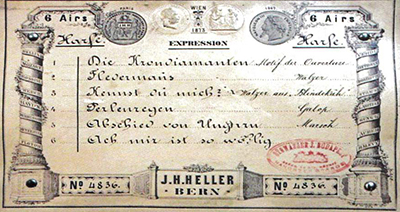 6 Airs WIEN 1873 6 Airs
Harfe. EXPRESSION Harfe.
1 Die Krondiamanten Motif der Ouverture
2 Fledermaus Walzer
3 Kennst du mich? Walzer aus "Blindekuh"
4 Perlenregen Galop
5 Abschied von Ungarn Marsch
6 Ach mir ist so wohlig
No 4836. J.H. HELLER No 4836.
BERN